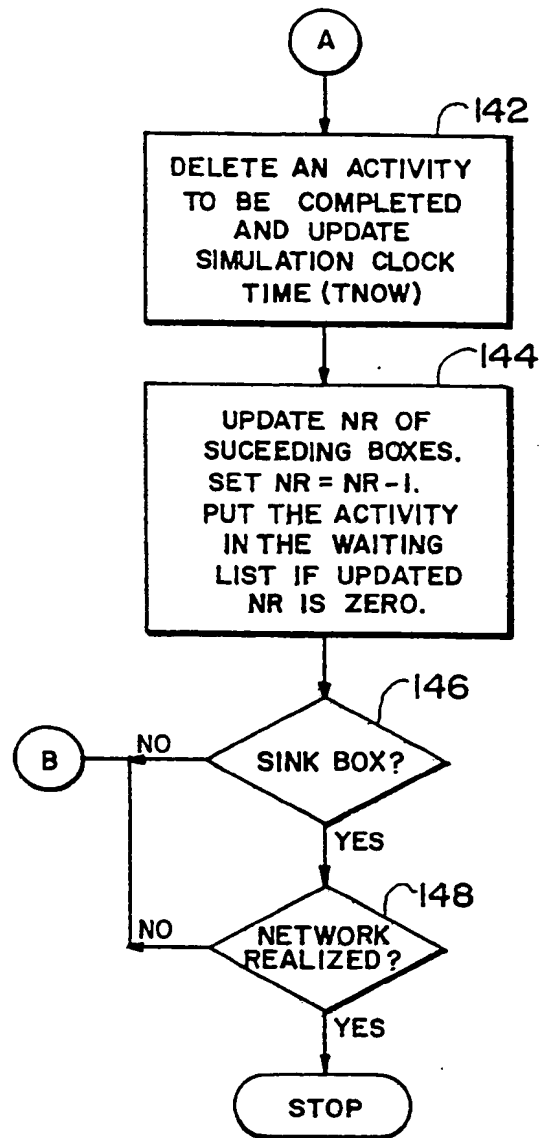 A
142
DELETE AN ACTIVITY
TO BE COMPLETED
AND UPDATE
SIMULATION CLOCK
TIME (TNOW)
144
UPDATE NR OF
SUCEEDING BOXES.
SET NR = NR-1.
PUT THE ACTIVITY
IN THE WAITING
LIST IF UPDATED
NR IS ZERO.
146
B
NO
SINK BOX?
YES
148
NO
NETWORK
REALIZED?
YES
STOP